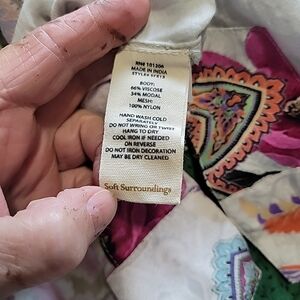 RN# 101206
MADE IN INDIA
BODY:
66% VISCOSE
34% MODAL
MESH:
100% NYLON
HAND WASH COLD
SEPARATELY
DO NOT WRING OR TWIST
HANG TO DRY
COOL IRON IF NEEDED
ON REVERSE
DO NOT IRON DECORATION
MAY BE DRY CLEANED
Soft Surroundings